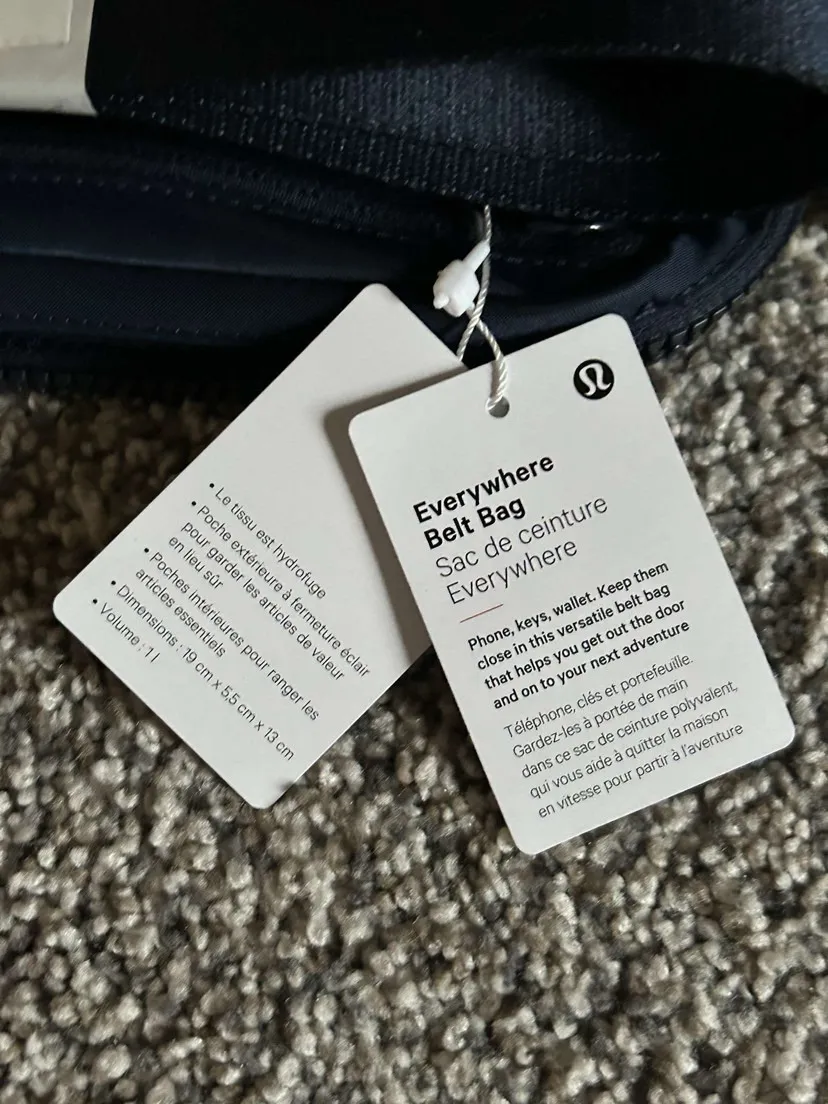 • Le tissu est hydrofuge
• Poche extérieure à fermeture éclair
pour garder les articles de valeur
en lieu sûr
• Poches intérieures pour ranger les
articles essentiels
• Dimensions : 19 cm x 5,5 cm x 13 cm
• Volume : 1 l
Everywhere
Belt Bag
Sac de ceinture
Everywhere
Phone, keys, wallet. Keep them
close in this versatile belt bag
that helps you get out the door
and on to your next adventure
Téléphone, clés et portefeuille.
Gardez-les à portée de main
dans ce sac de ceinture polyvalent,
qui vous aide à quitter la maison
en vitesse pour partir à l'aventure